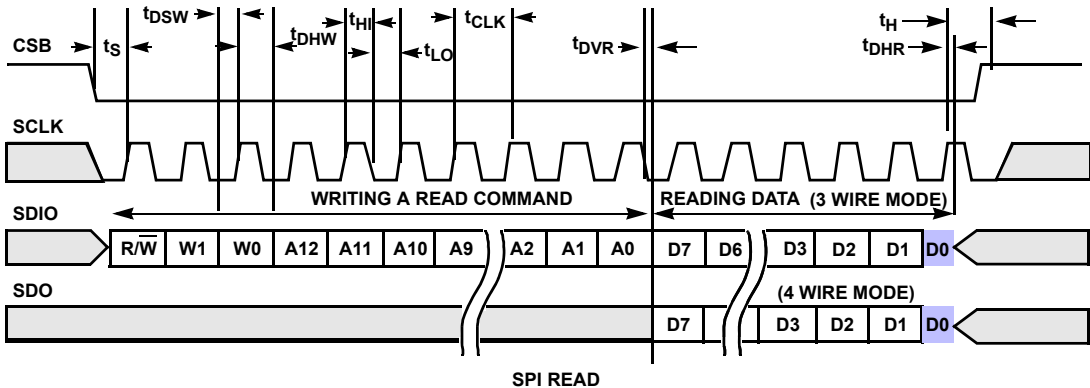 tDSW tHI tCLK tH
CSB tS tDHW tLO tDVR tDHR
SCLK
WRITING A READ COMMAND READING DATA (3 WIRE MODE)
SDIO
R/W̅ W1 W0 A12 A11 A10 A9 A2 A1 A0 D7 D6 D3 D2 D1 D0
SDO (4 WIRE MODE)
D7 D3 D2 D1 D0
SPI READ